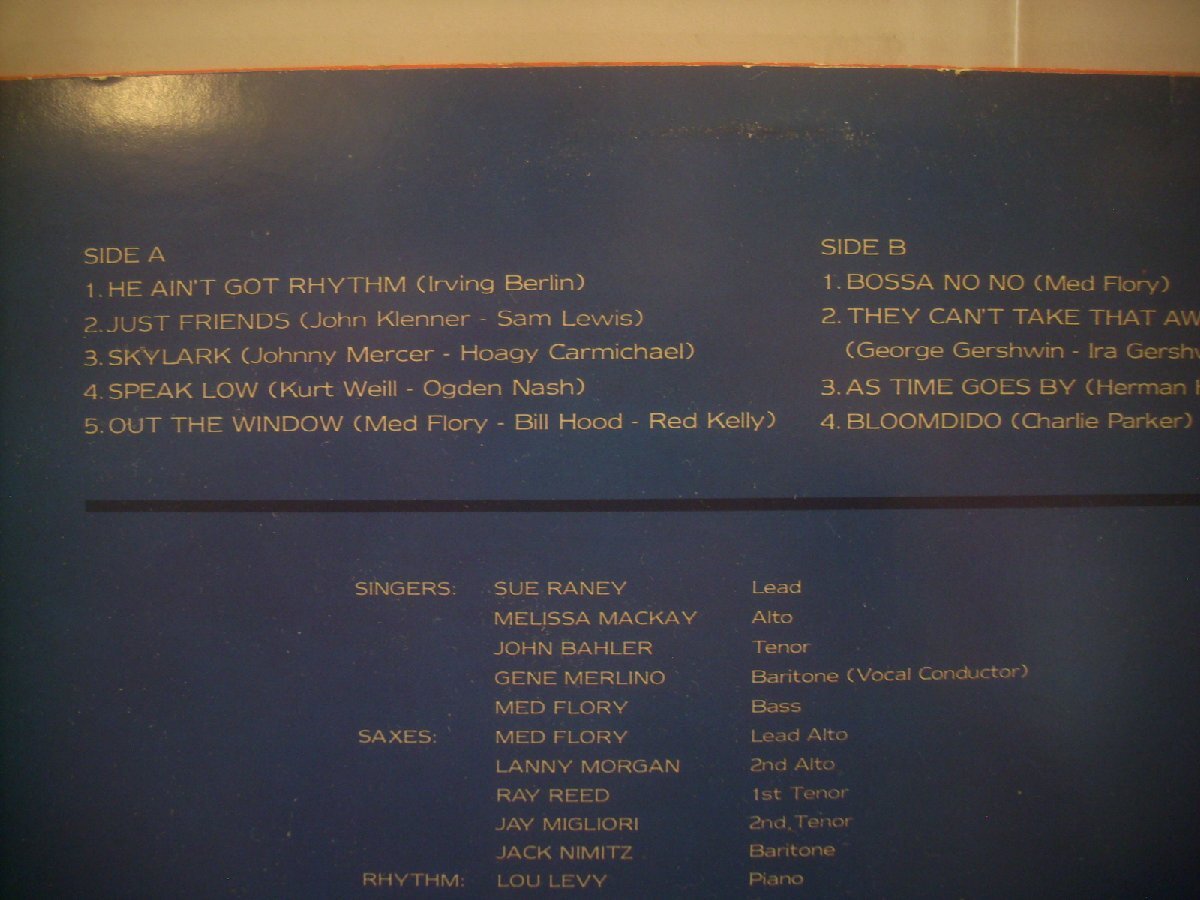 SIDE A
1. HE AIN'T GOT RHYTHM (Irving Berlin)
2. JUST FRIENDS (John Klenner - Sam Lewis)
3. SKYLARK (Johnny Mercer - Hoagy Carmichael)
4. SPEAK LOW (Kurt Weill - Ogden Nash)
5. OUT THE WINDOW (Med Flory - Bill Hood - Red Kelly)
SIDE B
1. BOSSA NO NO (Med Flory)
2. THEY CAN'T TAKE THAT AW
(George Gershwin - Ira Gershw
3. AS TIME GOES BY (Herman H
4. BLOOMDIDO (Charlie Parker)
SINGERS: SUE RANEY Lead
MELISSA MACKAY Alto
JOHN BAHLER Tenor
GENE MERLINO Baritone (Vocal Conductor)
MED FLORY Bass
SAXES: MED FLORY Lead Alto
LANNY MORGAN 2nd Alto
RAY REED 1st Tenor
JAY MIGLIORI 2nd, Tenor
JACK NIMITZ Baritone
RHYTHM: LOU LEVY Piano